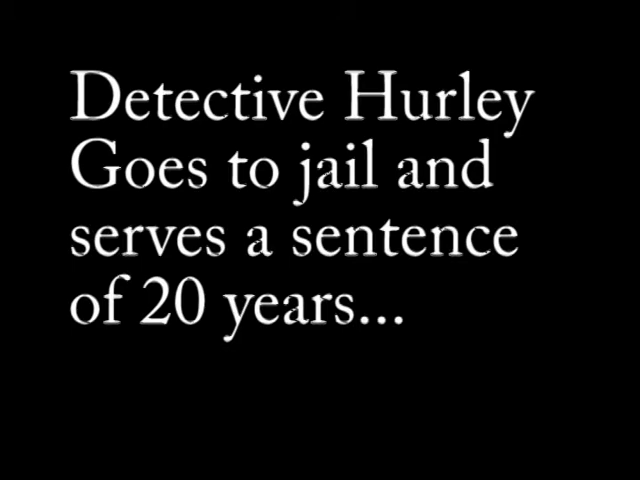 Detective Hurley
Goes to jail and
serves a sentence
of 20 years...